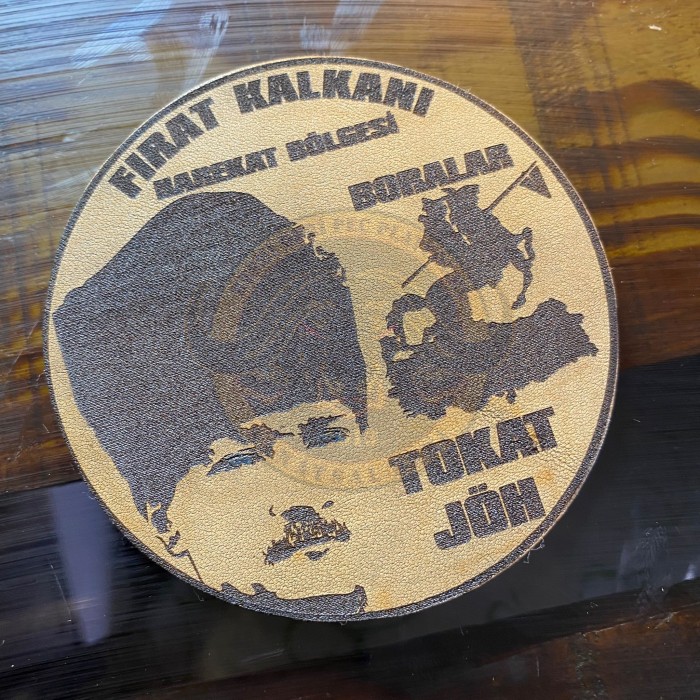 FIRAT KALKANI
HAREKAT BÖLGESİ
BORALAR
TOKAT
JÖH